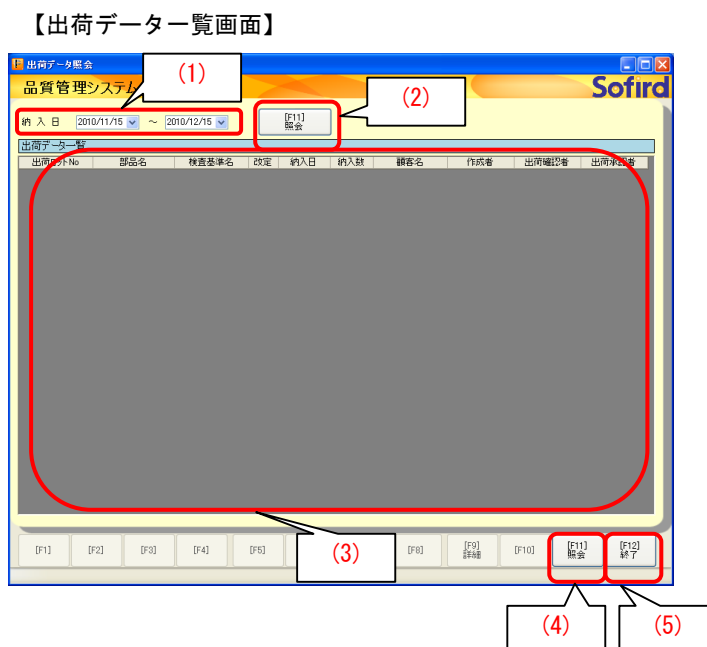 【出荷データ一覧画面】
出荷データ照会
品質管理システム
(1)
(2)
Sofird
納入日 2010/11/15 ～ 2010/12/15
[F11]
照会
出荷データ一覧
出荷ロットNo 部品名 検査基準名 改定 納入日 納入数 顧客名 作成者 出荷確認者 出荷承認者
[F1] [F2] [F3] [F4] [F5] (3) [F8] [F9] 詳細 [F10] [F11] 照会 [F12] 終了
(4) (5)